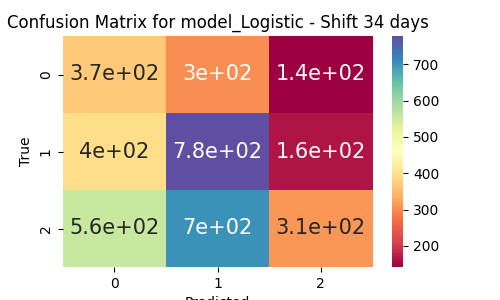 Confusion Matrix for model_Logistic - Shift 34 days
0 3.7e+02 3e+02 1.4e+02
1 4e+02 7.8e+02 1.6e+02
2 5.6e+02 7e+02 3.1e+02
True
0 1 2
Predicted
700
600
500
400
300
200